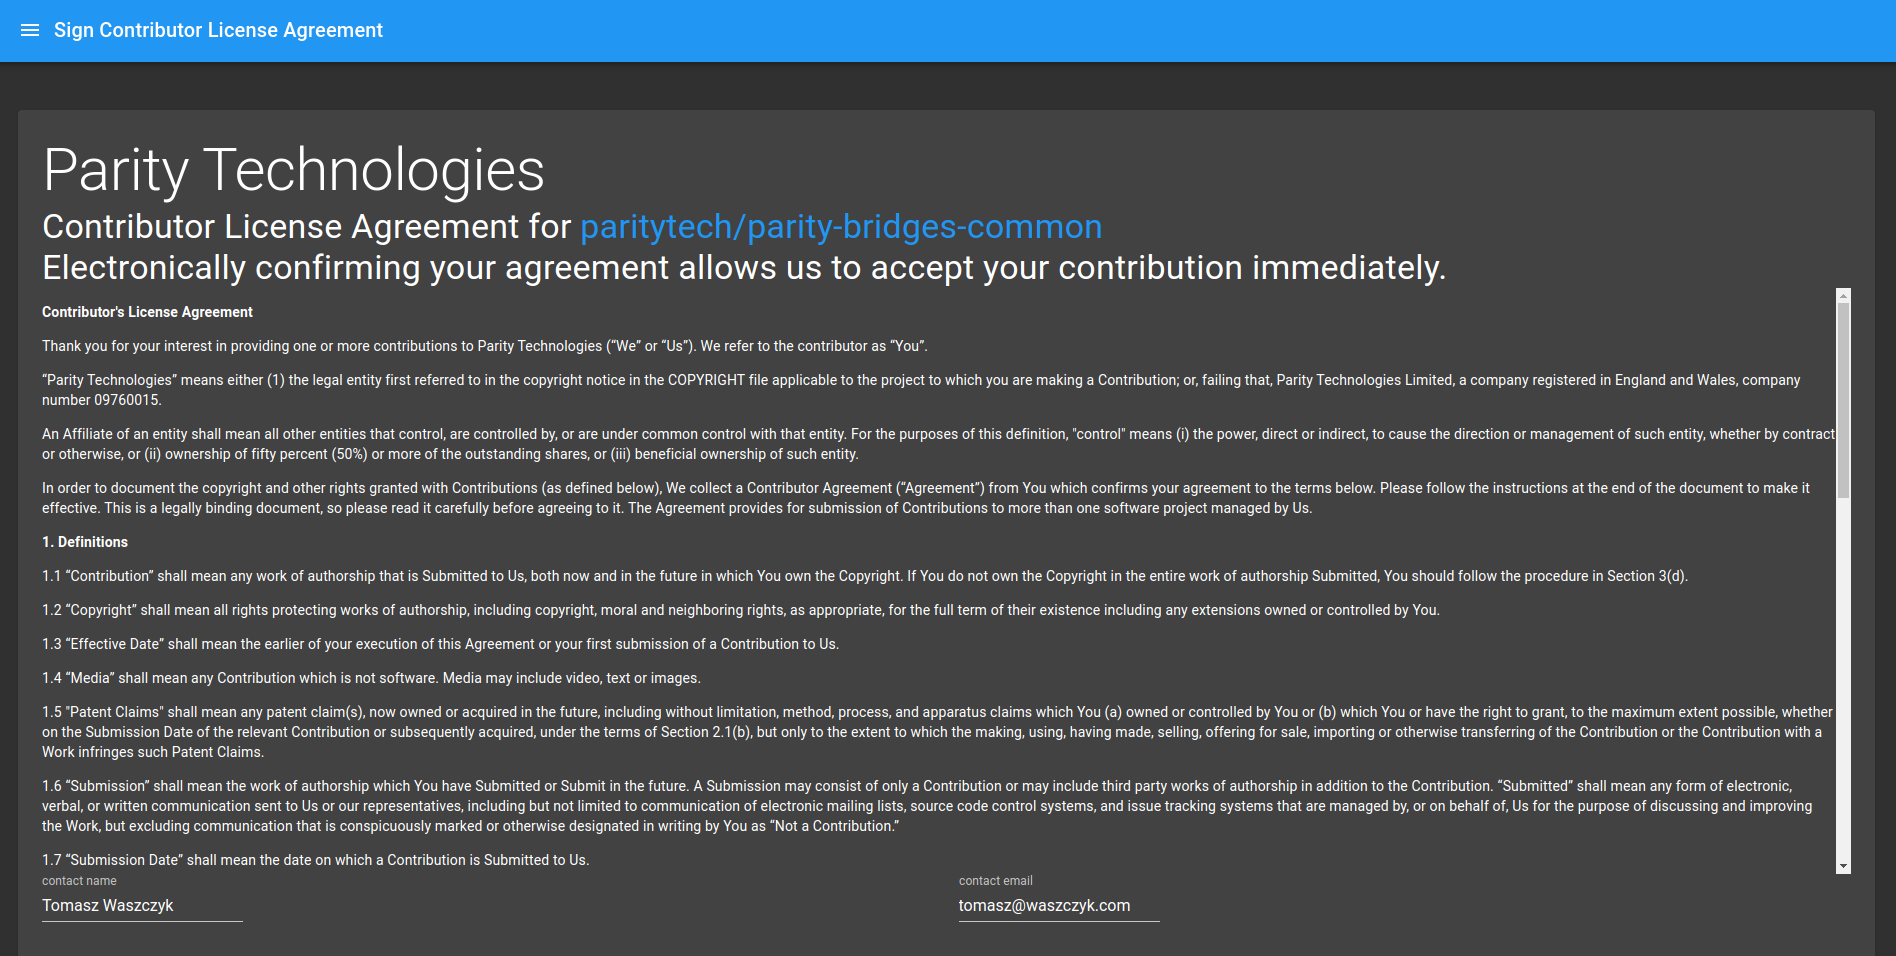 Sign Contributor License Agreement
Parity Technologies
Contributor License Agreement for paritytech/parity-bridges-common
Electronically confirming your agreement allows us to accept your contribution immediately.
Contributor's License Agreement
Thank you for your interest in providing one or more contributions to Parity Technologies (“We” or “Us”). We refer to the contributor as “You”.
“Parity Technologies” means either (1) the legal entity first referred to in the copyright notice in the COPYRIGHT file applicable to the project to which you are making a Contribution; or, failing that, Parity Technologies Limited, a company registered in England and Wales, company
number 09760015.
An Affiliate of an entity shall mean all other entities that control, are controlled by, or are under common control with that entity. For the purposes of this definition, "control" means (i) the power, direct or indirect, to cause the direction or management of such entity, whether by contract
or otherwise, or (ii) ownership of fifty percent (50%) or more of the outstanding shares, or (iii) beneficial ownership of such entity.
In order to document the copyright and other rights granted with Contributions (as defined below), We collect a Contributor Agreement (“Agreement”) from You which confirms your agreement to the terms below. Please follow the instructions at the end of the document to make it
effective. This is a legally binding document, so please read it carefully before agreeing to it. The Agreement provides for submission of Contributions to more than one software project managed by Us.
1. Definitions
1.1 “Contribution” shall mean any work of authorship that is Submitted to Us, both now and in the future in which You own the Copyright. If You do not own the Copyright in the entire work of authorship Submitted, You should follow the procedure in Section 3(d).
1.2 “Copyright” shall mean all rights protecting works of authorship, including copyright, moral and neighboring rights, as appropriate, for the full term of their existence including any extensions owned or controlled by You.
1.3 “Effective Date” shall mean the earlier of your execution of this Agreement or your first submission of a Contribution to Us.
1.4 “Media” shall mean any Contribution which is not software. Media may include video, text or images.
1.5 "Patent Claims" shall mean any patent claim(s), now owned or acquired in the future, including without limitation, method, process, and apparatus claims which You (a) owned or controlled by You or (b) which You or have the right to grant, to the maximum extent possible, whether
on the Submission Date of the relevant Contribution or subsequently acquired, under the terms of Section 2.1(b), but only to the extent to which the making, using, having made, selling, offering for sale, importing or otherwise transferring of the Contribution or the Contribution with a
Work infringes such Patent Claims.
1.6 “Submission” shall mean the work of authorship which You have Submitted or Submit in the future. A Submission may consist of only a Contribution or may include third party works of authorship in addition to the Contribution. “Submitted” shall mean any form of electronic,
verbal, or written communication sent to Us or our representatives, including but not limited to communication of electronic mailing lists, source code control systems, and issue tracking systems that are managed by, or on behalf of, Us for the purpose of discussing and improving
the Work, but excluding communication that is conspicuously marked or otherwise designated in writing by You as “Not a Contribution.”
1.7 “Submission Date” shall mean the date on which a Contribution is Submitted to Us.
contact name
Tomasz Waszczyk
contact email
tomasz@waszczyk.com